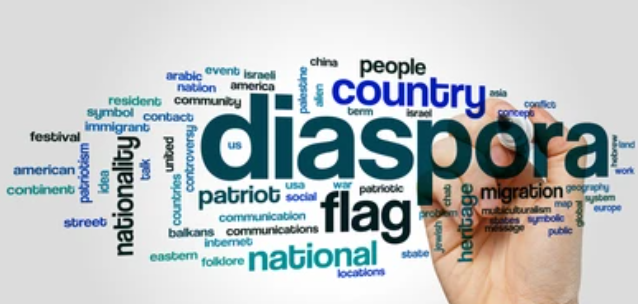 china
people
arabic
event
israeli
nation
america
palestine
alien
country
asia
resident
community
term
israel
conflict
symbol
contact
concept
immigrant
diaspora
festival
us
land
hebrew
work
american
patriotism
idea
nationality
talk
united
countries
controversy
continent
patriot
usa
social
war
patriotic
migration
geography
flag
problem
chat
jewish
heritage
multiculturalism
map
global
system
europe
street
communication
states
symbolic
message
public
balkans
communications
internet
eastern
folklore
national
state
locations